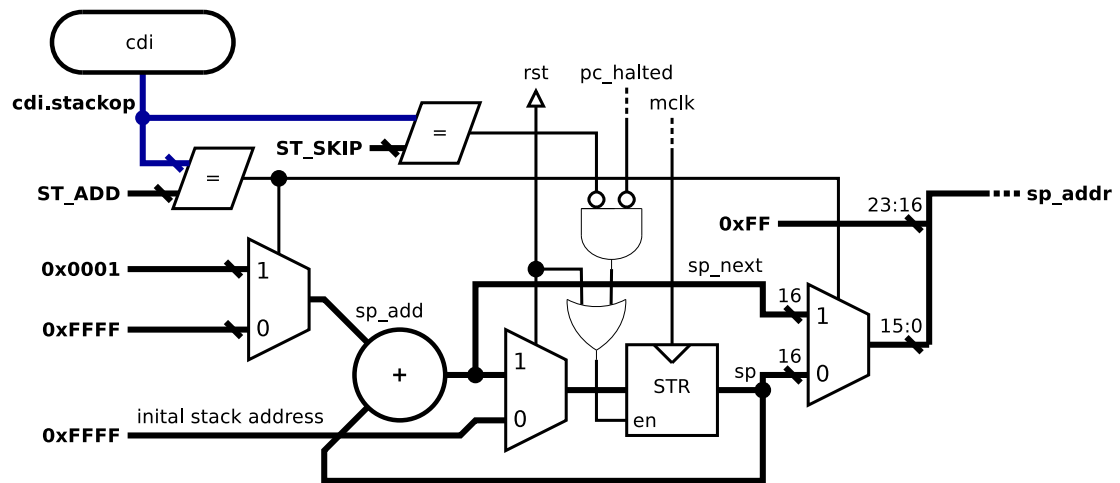 cdi
rst
pc_halted
mclk
cdi.stackop
=
ST_SKIP
=
ST_ADD
sp_addr
23:16
0xFF
0x0001
1
sp_next
16
1
15:0
0xFFFF
0
sp_add
+
1
STR
sp
16
0
inital stack address
0
en
0xFFFF